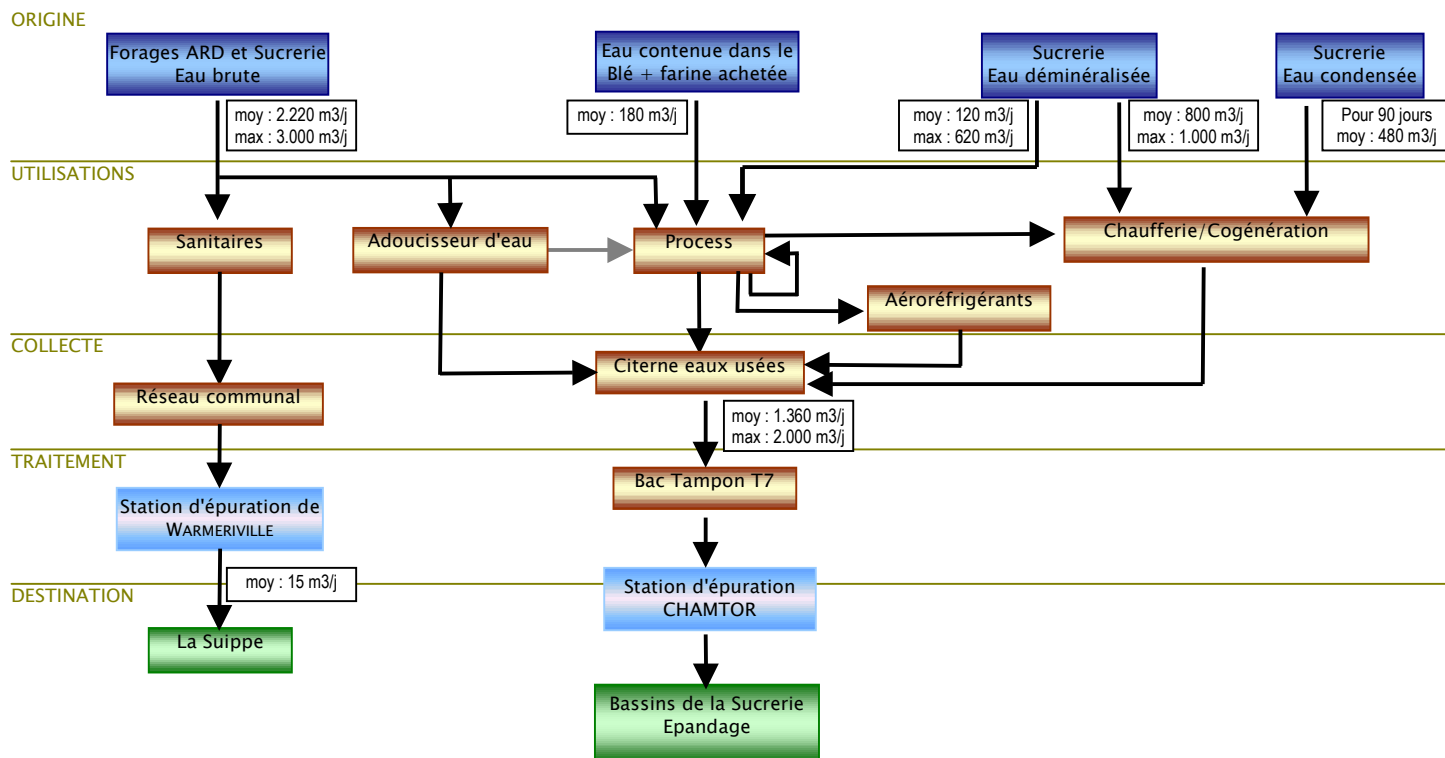 ORIGINE
Forages ARD et Sucrerie
Eau brute
Eau contenue dans le
Blé + farine achetée
Sucrerie
Eau déminéralisée
Sucrerie
Eau condensée
moy : 2.220 m3/j
max : 3.000 m3/j
moy : 180 m3/j
moy : 120 m3/j
max : 620 m3/j
moy : 800 m3/j
max : 1.000 m3/j
Pour 90 jours
moy : 480 m3/j
UTILISATIONS
Sanitaires
Adoucisseur d'eau
Process
Chaufferie/Cogénération
Aéroréfrigérants
COLLECTE
Citerne eaux usées
Réseau communal
moy : 1.360 m3/j
max : 2.000 m3/j
TRAITEMENT
Bac Tampon T7
Station d'épuration de
WARMERIVILLE
moy : 15 m3/j
Station d'épuration
CHAMTOR
DESTINATION
La Suippe
Bassins de la Sucrerie
Epandage